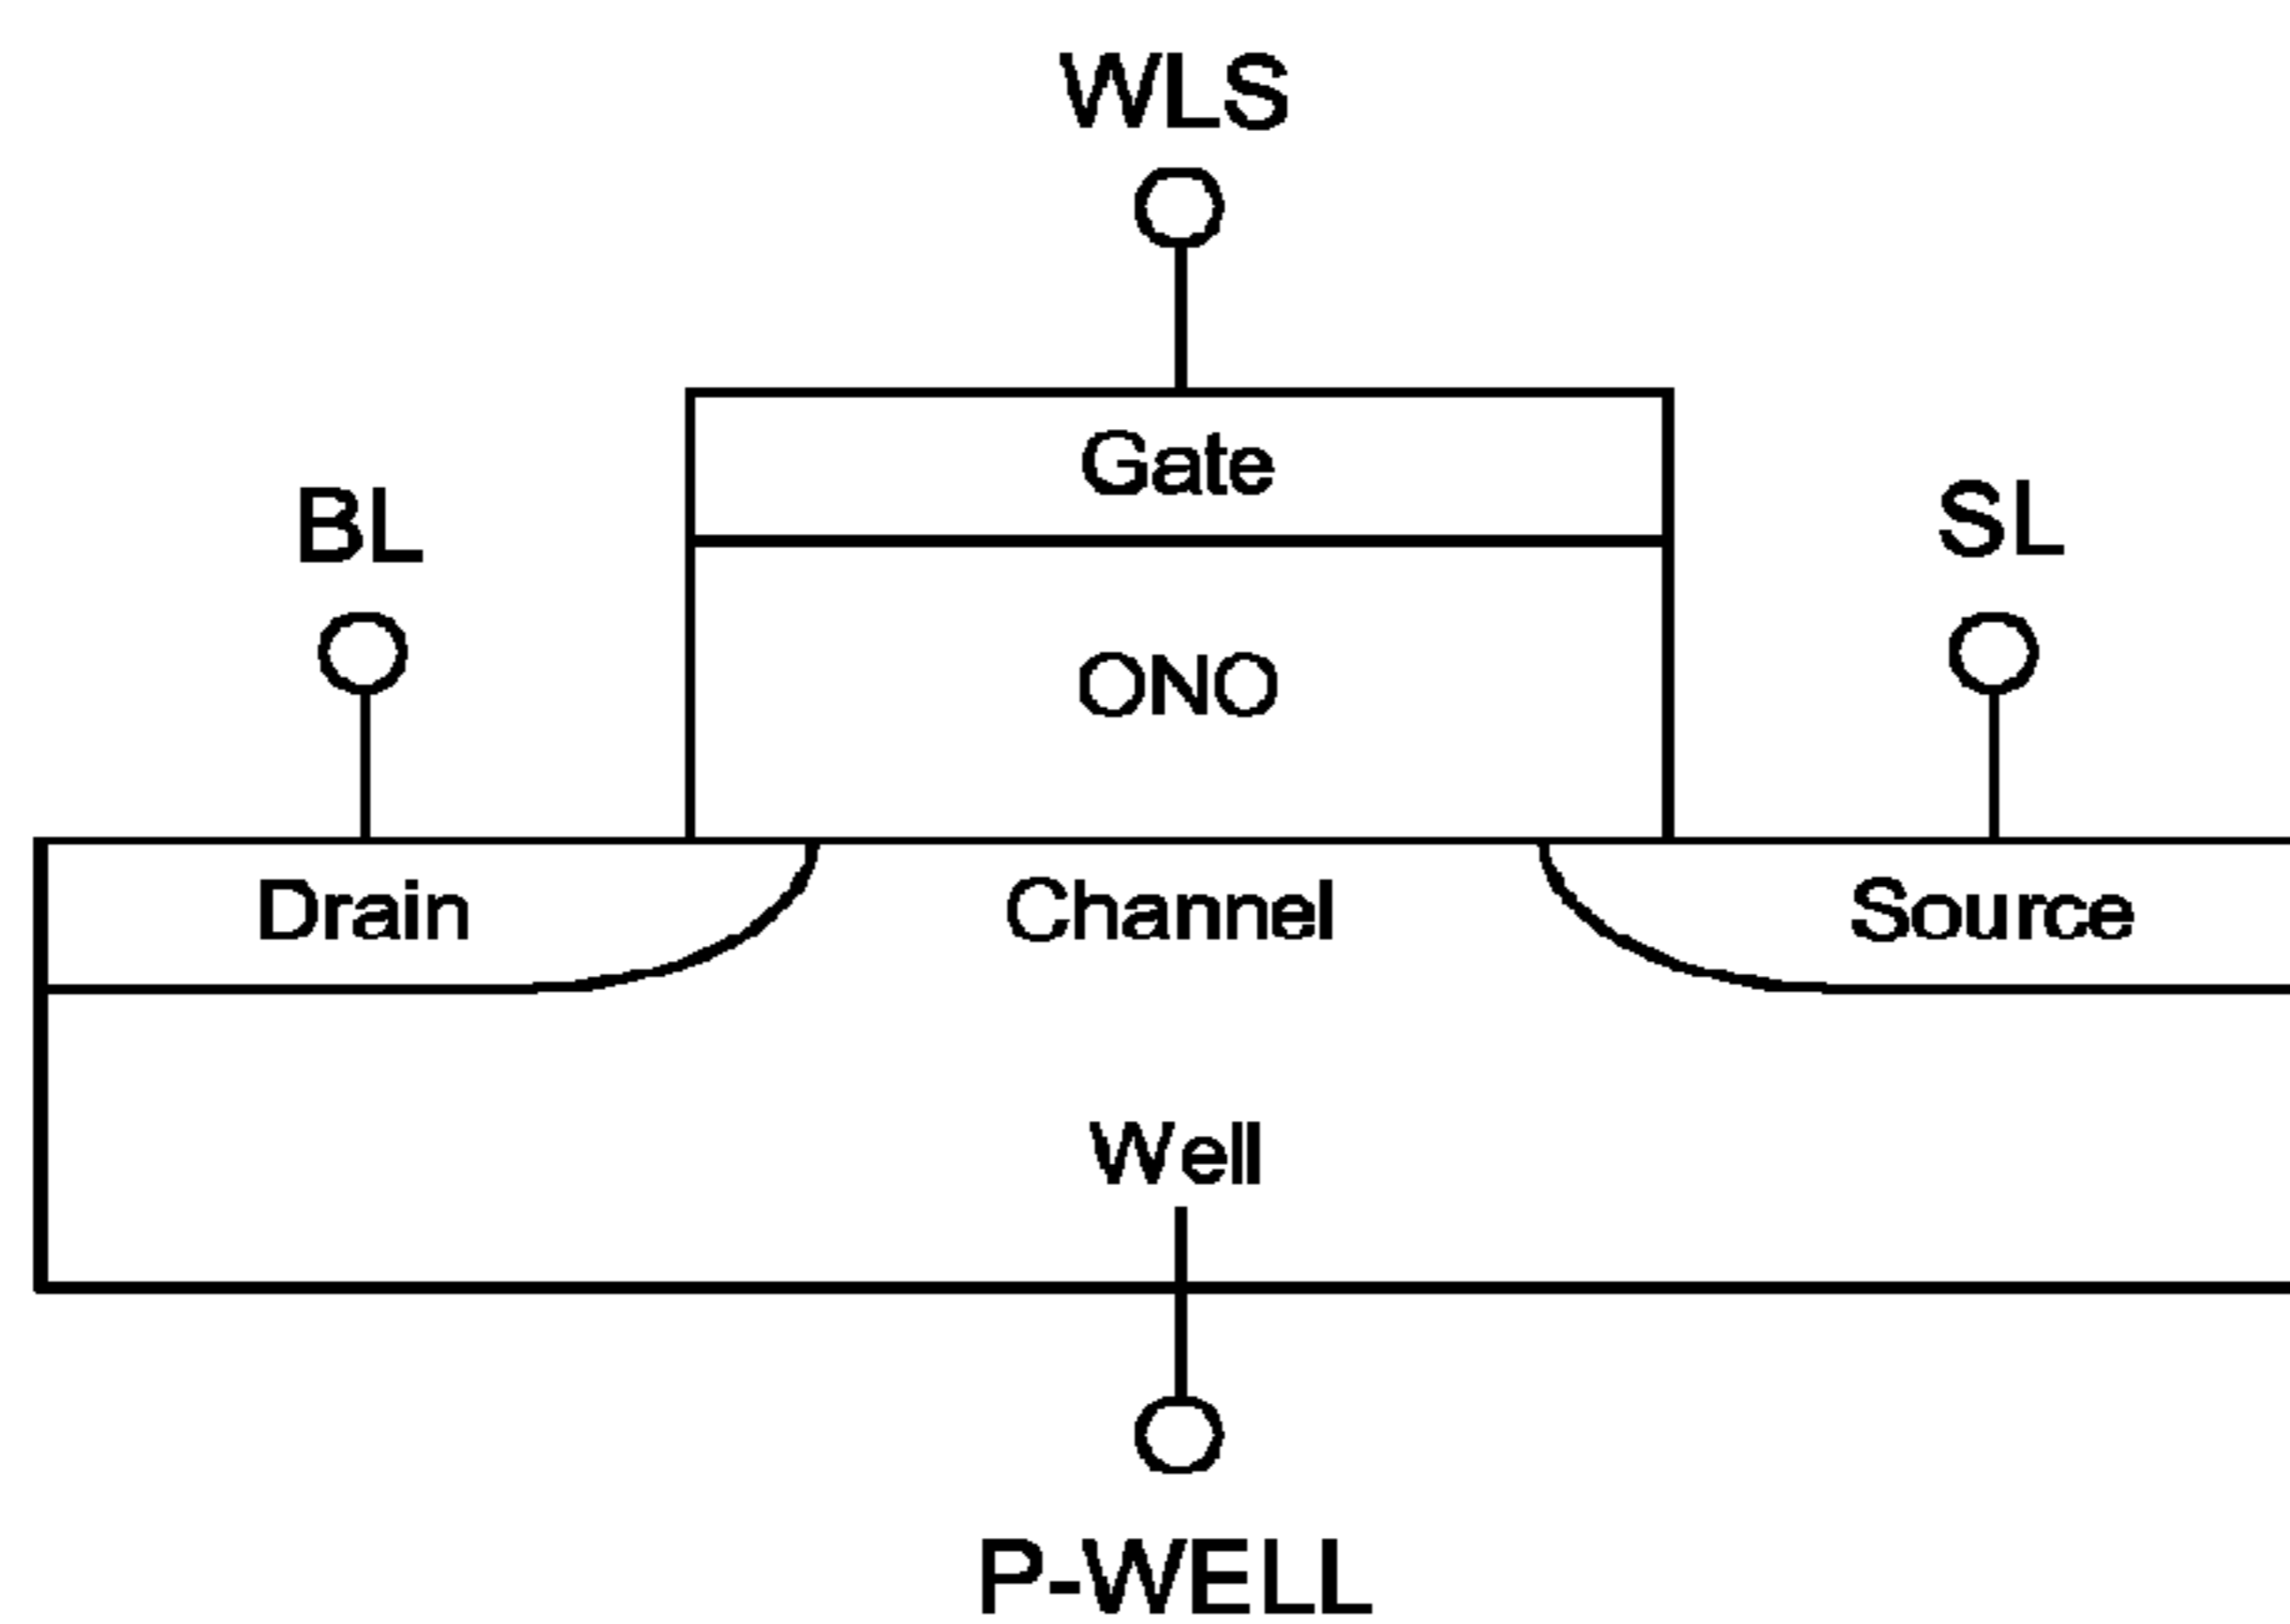 WLS
Gate
BL
SL
ONO
Drain
Channel
Source
Well
P-WELL